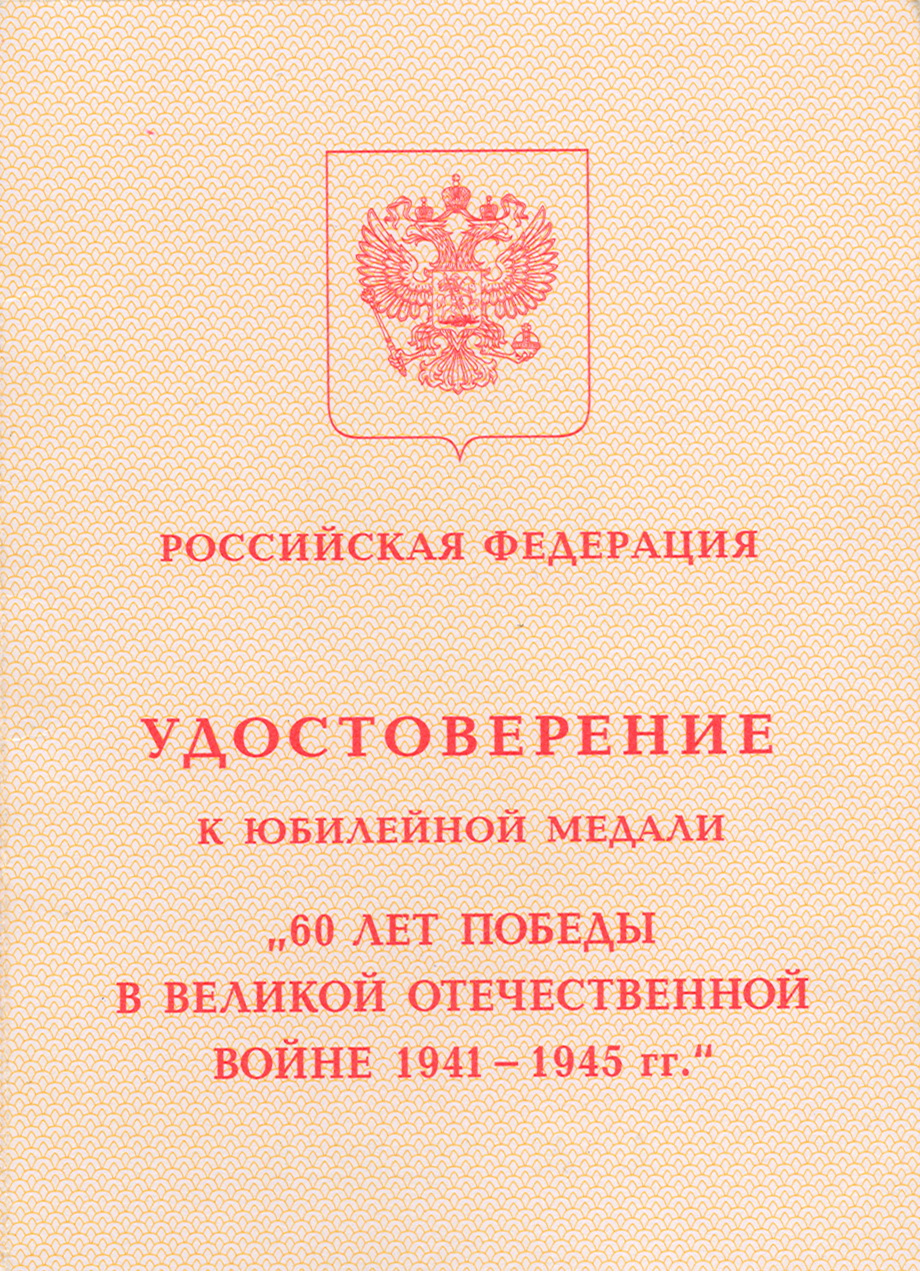 РОССИЙСКАЯ ФЕДЕРАЦИЯ
УДОСТОВЕРЕНИЕ
К ЮБИЛЕЙНОЙ МЕДАЛИ
„60 ЛЕТ ПОБЕДЫ
В ВЕЛИКОЙ ОТЕЧЕСТВЕННОЙ
ВОЙНЕ 1941 – 1945 гг.“